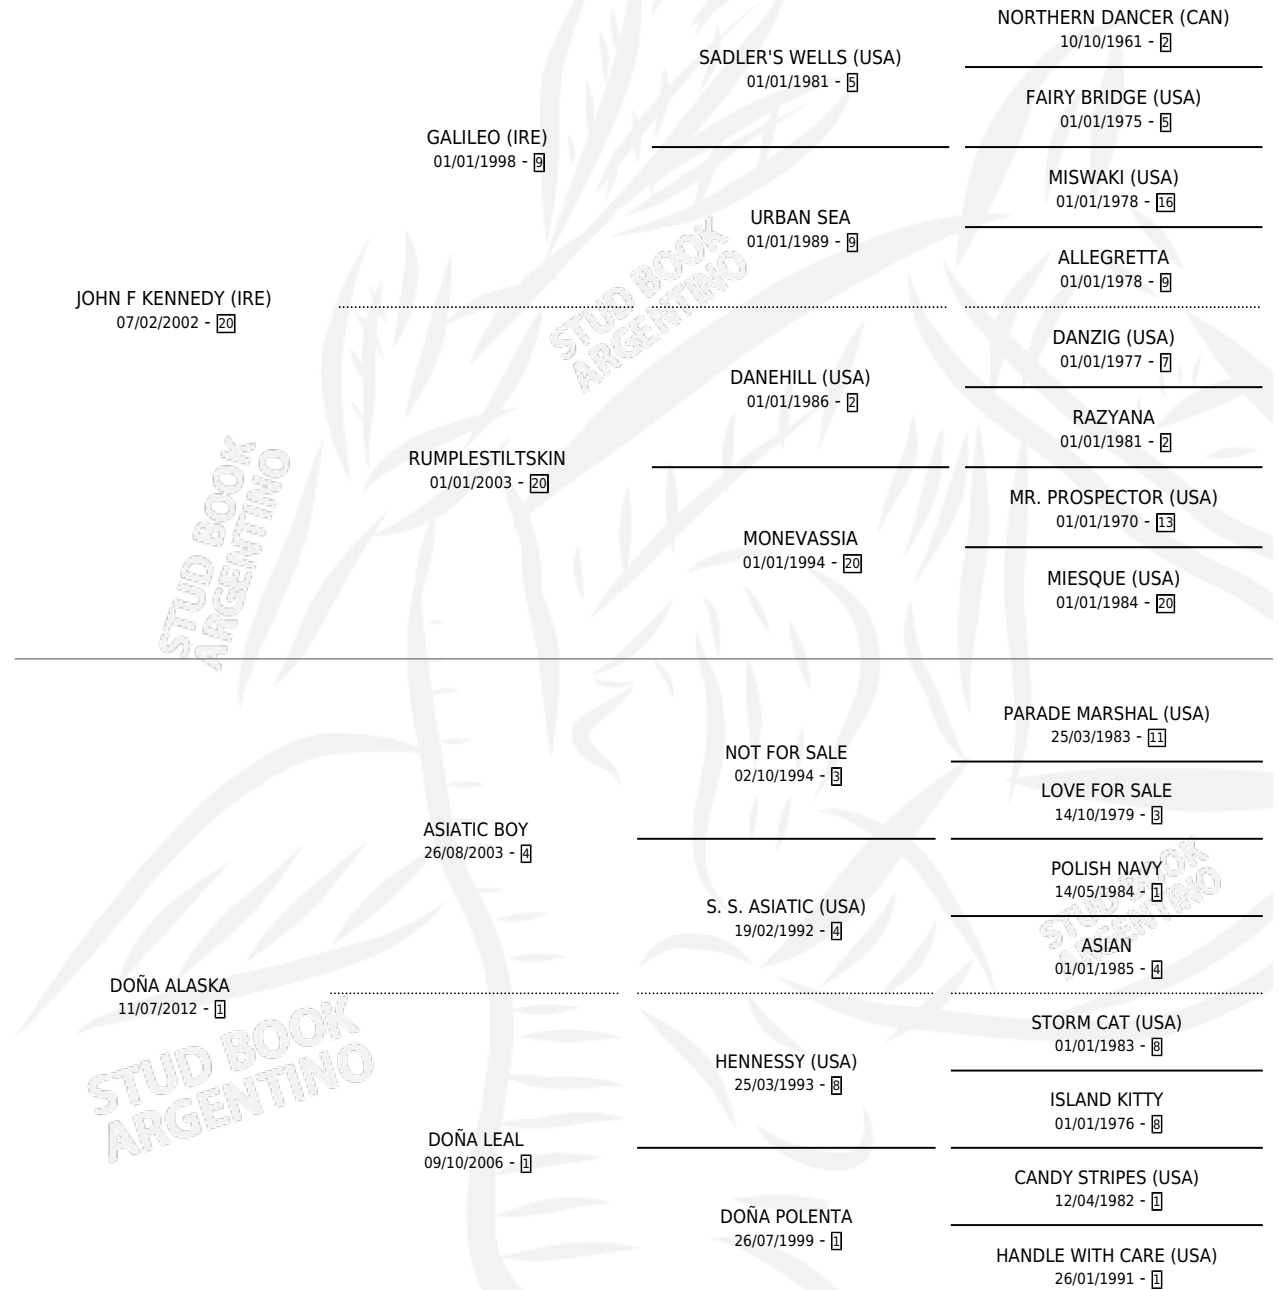 NORTHERN DANCER (CAN)
10/10/1961 - 2
SADLER'S WELLS (USA)
01/01/1981 - 5
FAIRY BRIDGE (USA)
01/01/1975 - 5
GALILEO (IRE)
01/01/1998 - 9
MISWAKI (USA)
01/01/1978 - 16
URBAN SEA
01/01/1989 - 9
ALLEGRETTA
01/01/1978 - 9
JOHN F KENNEDY (IRE)
07/02/2002 - 20
DANZIG (USA)
01/01/1977 - 7
DANEHILL (USA)
01/01/1986 - 2
RAZYANA
01/01/1981 - 2
RUMPLESTILTSKIN
01/01/2003 - 20
MR. PROSPECTOR (USA)
01/01/1970 - 13
MONEVASSIA
01/01/1994 - 20
MIESQUE (USA)
01/01/1984 - 20
PARADE MARSHAL (USA)
25/03/1983 - 11
NOT FOR SALE
02/10/1994 - 3
LOVE FOR SALE
14/10/1979 - 3
ASIATIC BOY
26/08/2003 - 4
POLISH NAVY
14/05/1984 - 1
S. S. ASIATIC (USA)
19/02/1992 - 4
ASIAN
01/01/1985 - 4
DOÑA ALASKA
11/07/2012 - 1
STORM CAT (USA)
01/01/1983 - 8
HENNESSY (USA)
25/03/1993 - 8
ISLAND KITTY
01/01/1976 - 8
DOÑA LEAL
09/10/2006 - 1
CANDY STRIPES (USA)
12/04/1982 - 1
DOÑA POLENTA
26/07/1999 - 1
HANDLE WITH CARE (USA)
26/01/1991 - 1
STUD BOOK
ARGENTINO
STUD BOOK
ARGENTINO
STUD BOOK
ARGENTINO
STUD BOOK
ARGENTINO